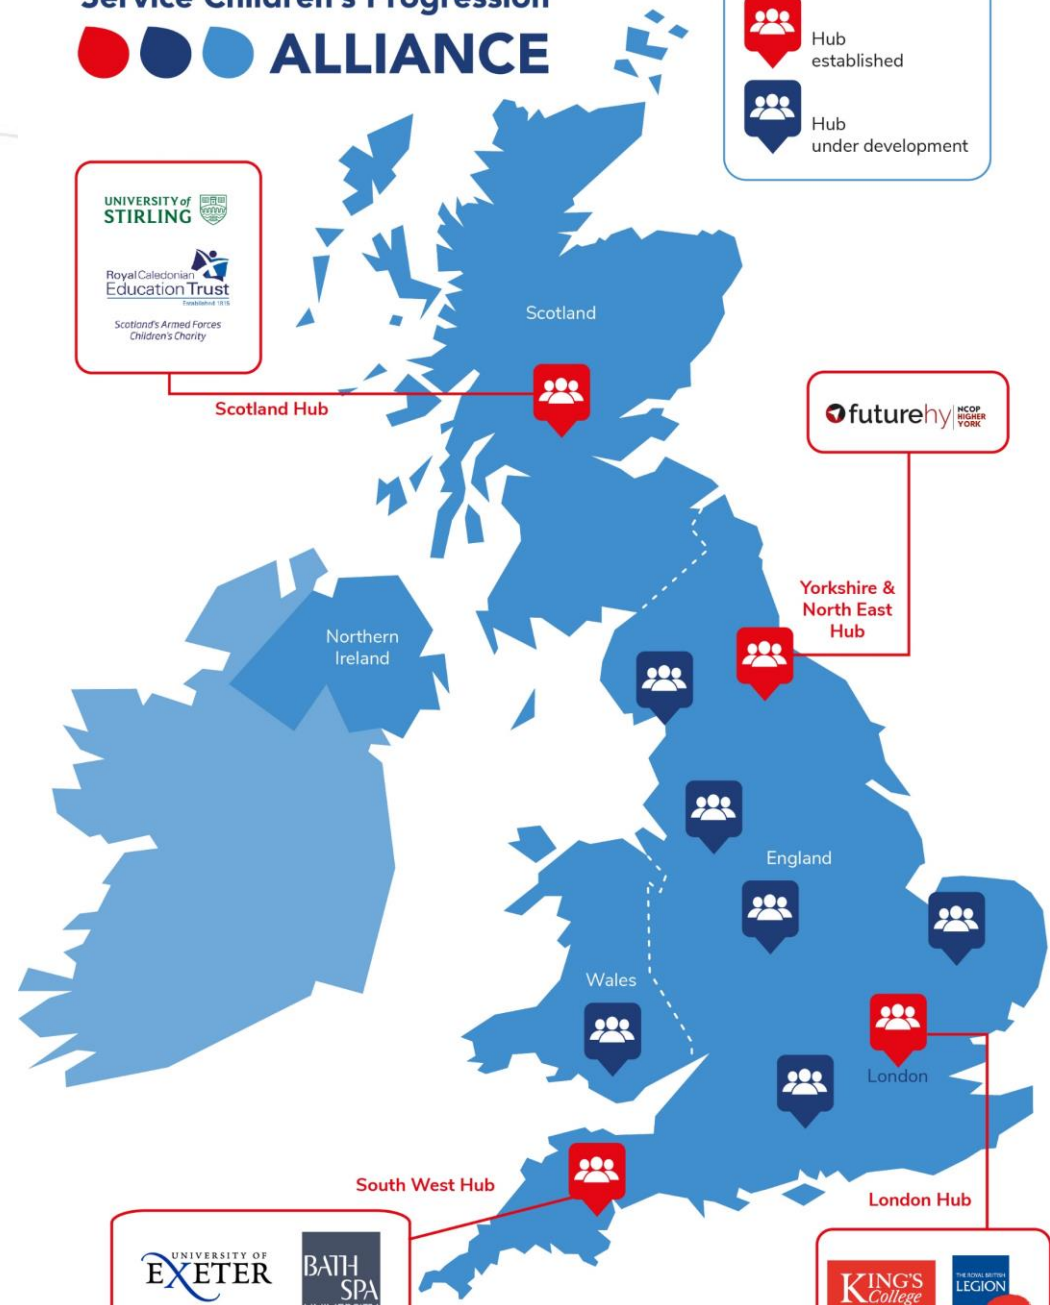 Service Children's Progression
ALLIANCE
Hub
established
Hub
under development
UNIVERSITY of
STIRLING
Royal Caledonian
Education Trust
Established 1815
Scotland's Armed Forces
Children's Charity
Scotland
Scotland Hub
futurehy
NCOP
HIGHER
YORK
Yorkshire &
North East
Hub
Northern
Ireland
England
Wales
London
South West Hub
London Hub
UNIVERSITY OF
EXETER
BATH
SPA
KING'S
College
THE ROYAL BRITISH
LEGION